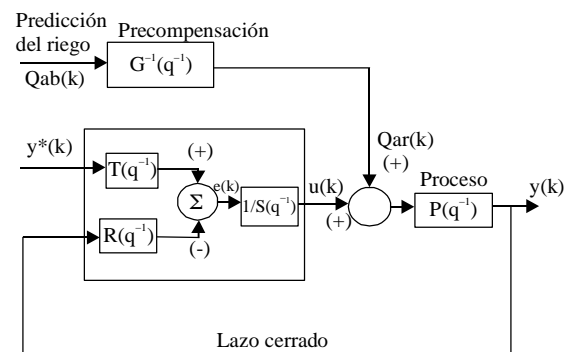 Predicción
del riego
Precompensación
Qab(k)
G⁻¹(q⁻¹)
y*(k)
T(q⁻¹)
(+)
Qar(k)
(+)
Proceso
Σ
e(k)
1/S(q⁻¹)
u(k)
(+)
P(q⁻¹)
y(k)
R(q⁻¹)
(-)
Lazo cerrado